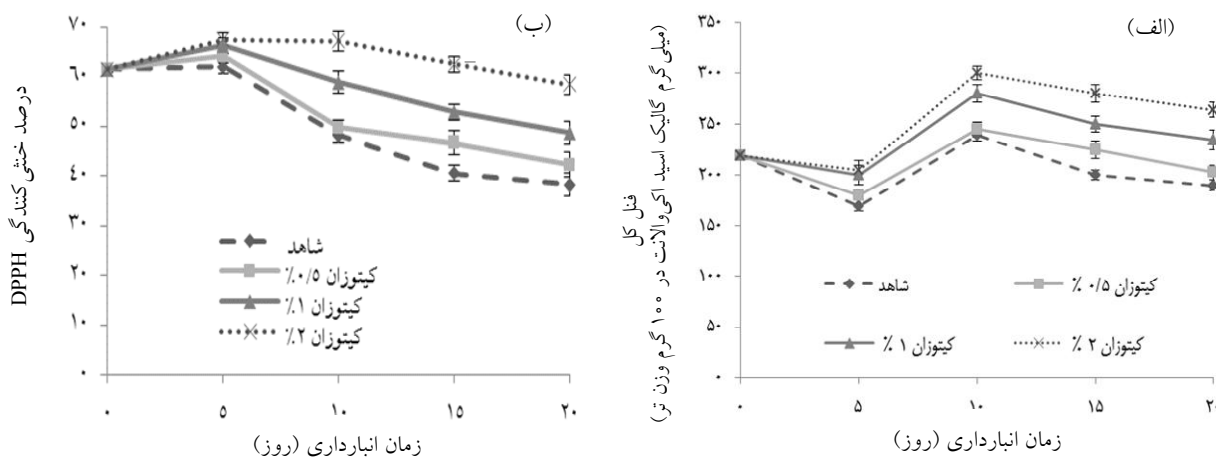 (الف)
فنل کل
(میلی‌گرم گالیک اسید اکی‌والانت در ۱۰۰ گرم وزن تر)
۳۵۰
۳۰۰
۲۵۰
۲۰۰
۱۵۰
۱۰۰
۵۰
۰
شاهد
کیتوزان ۰/۵ ٪
کیتوزان ۱ ٪
کیتوزان ۲ ٪
۰ ۵ ۱۰ ۱۵ ۲۰
زمان انبارداری (روز)
(ب)
درصد خنثی کنندگی DPPH
۷۰
۶۰
۵۰
۴۰
۳۰
۲۰
۱۰
۰
شاهد
کیتوزان ۰/۵٪
کیتوزان ۱٪
کیتوزان ۲٪
۰ ۵ ۱۰ ۱۵ ۲۰
زمان انبارداری (روز)